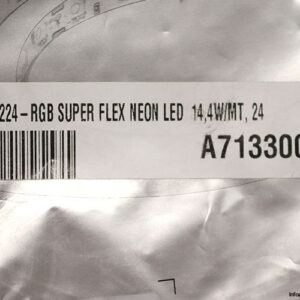 224-RGB SUPER FLEX NEON LED 14,4W/MT, 24
A713300